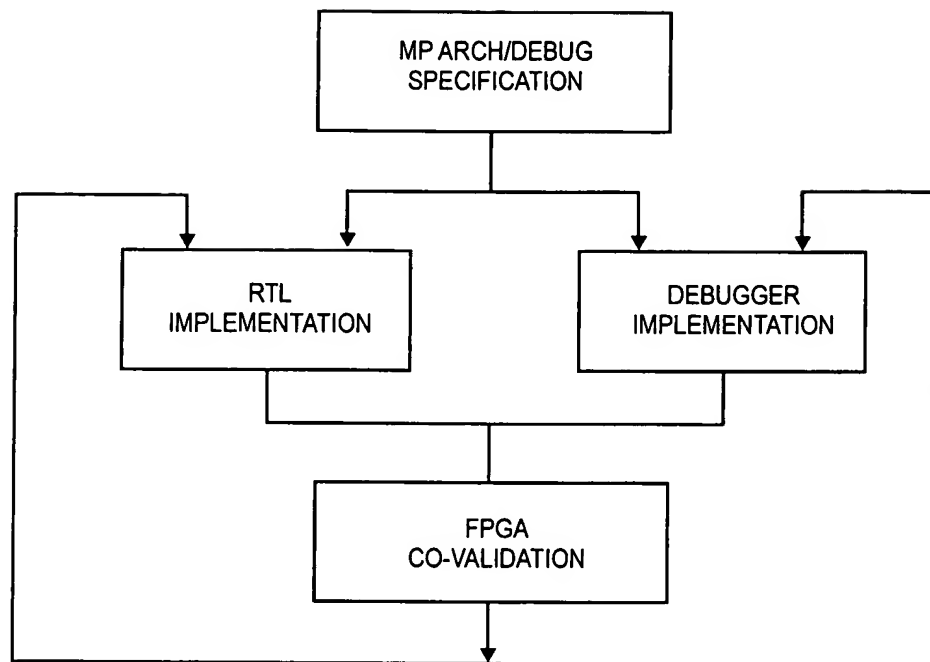 MP ARCH/DEBUG
SPECIFICATION
RTL
IMPLEMENTATION
DEBUGGER
IMPLEMENTATION
FPGA
CO-VALIDATION